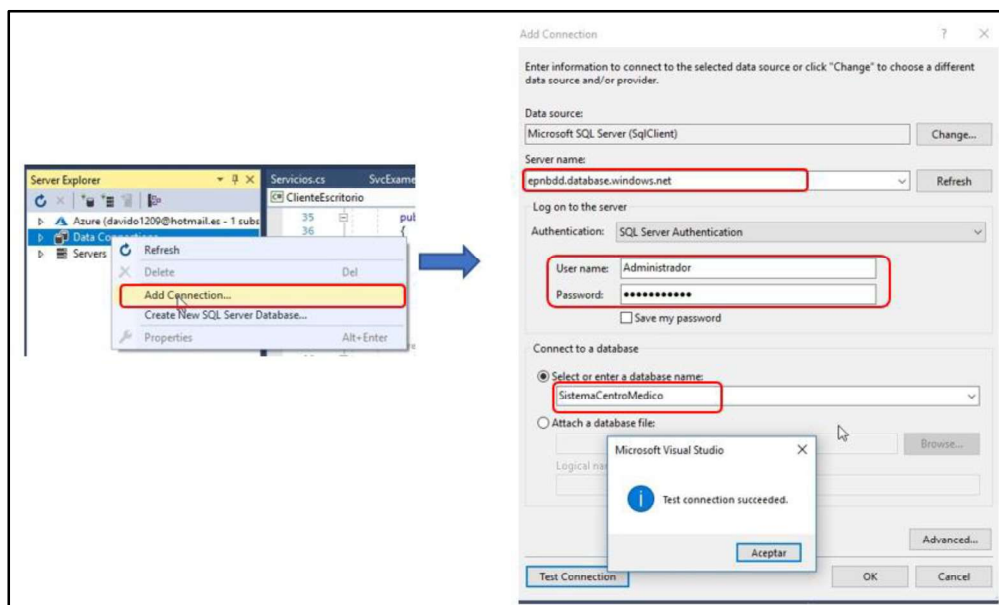 Server Explorer
Servicios.cs SvcExame
ClienteEscritorio
Azure (davido1209@hotmail.es - 1 subs
35 pub
36 {
Data Connections
Servers
Refresh
Delete Del
Add Connection...
Create New SQL Server Database...
Properties Alt+Enter
Add Connection ? ×
Enter information to connect to the selected data source or click "Change" to choose a different
data source and/or provider.
Data source:
Microsoft SQL Server (SqlClient) Change...
Server name:
epnbdd.database.windows.net Refresh
Log on to the server
Authentication: SQL Server Authentication
User name: Administrador
Password: •••••••••••
Save my password
Connect to a database
Select or enter a database name:
SistemaCentroMedico
Attach a database file:
Browse...
Logical na
Microsoft Visual Studio ×
Test connection succeeded.
Aceptar
Advanced...
Test Connection OK Cancel